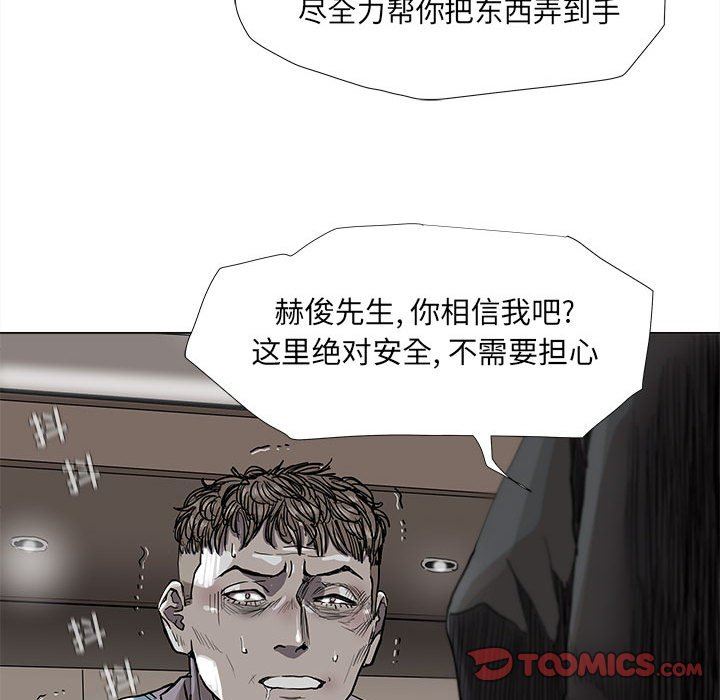 尽全力帮你把东西弄到手
赫俊先生, 你相信我吧?
这里绝对安全, 不需要担心
抖
抖
抖
TOOMICS.COM